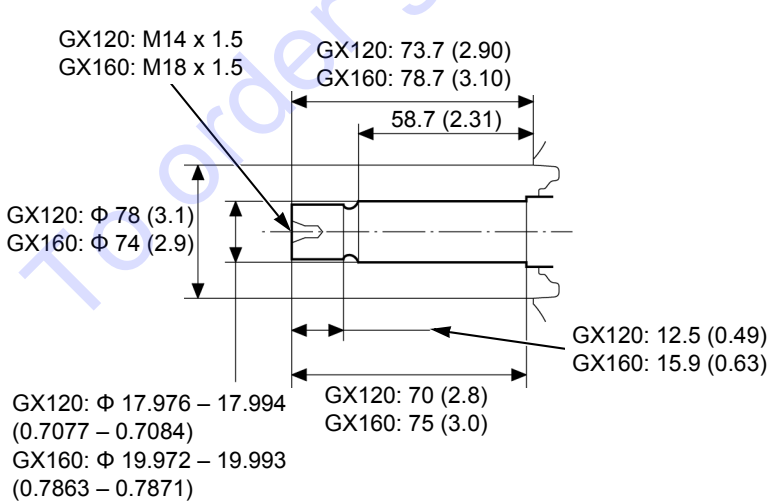 GX120: M14 x 1.5
GX160: M18 x 1.5
GX120: 73.7 (2.90)
GX160: 78.7 (3.10)
58.7 (2.31)
GX120: Φ 78 (3.1)
GX160: Φ 74 (2.9)
GX120: 12.5 (0.49)
GX160: 15.9 (0.63)
GX120: 70 (2.8)
GX160: 75 (3.0)
GX120: Φ 17.976 – 17.994
(0.7077 – 0.7084)
GX160: Φ 19.972 – 19.993
(0.7863 – 0.7871)
To order